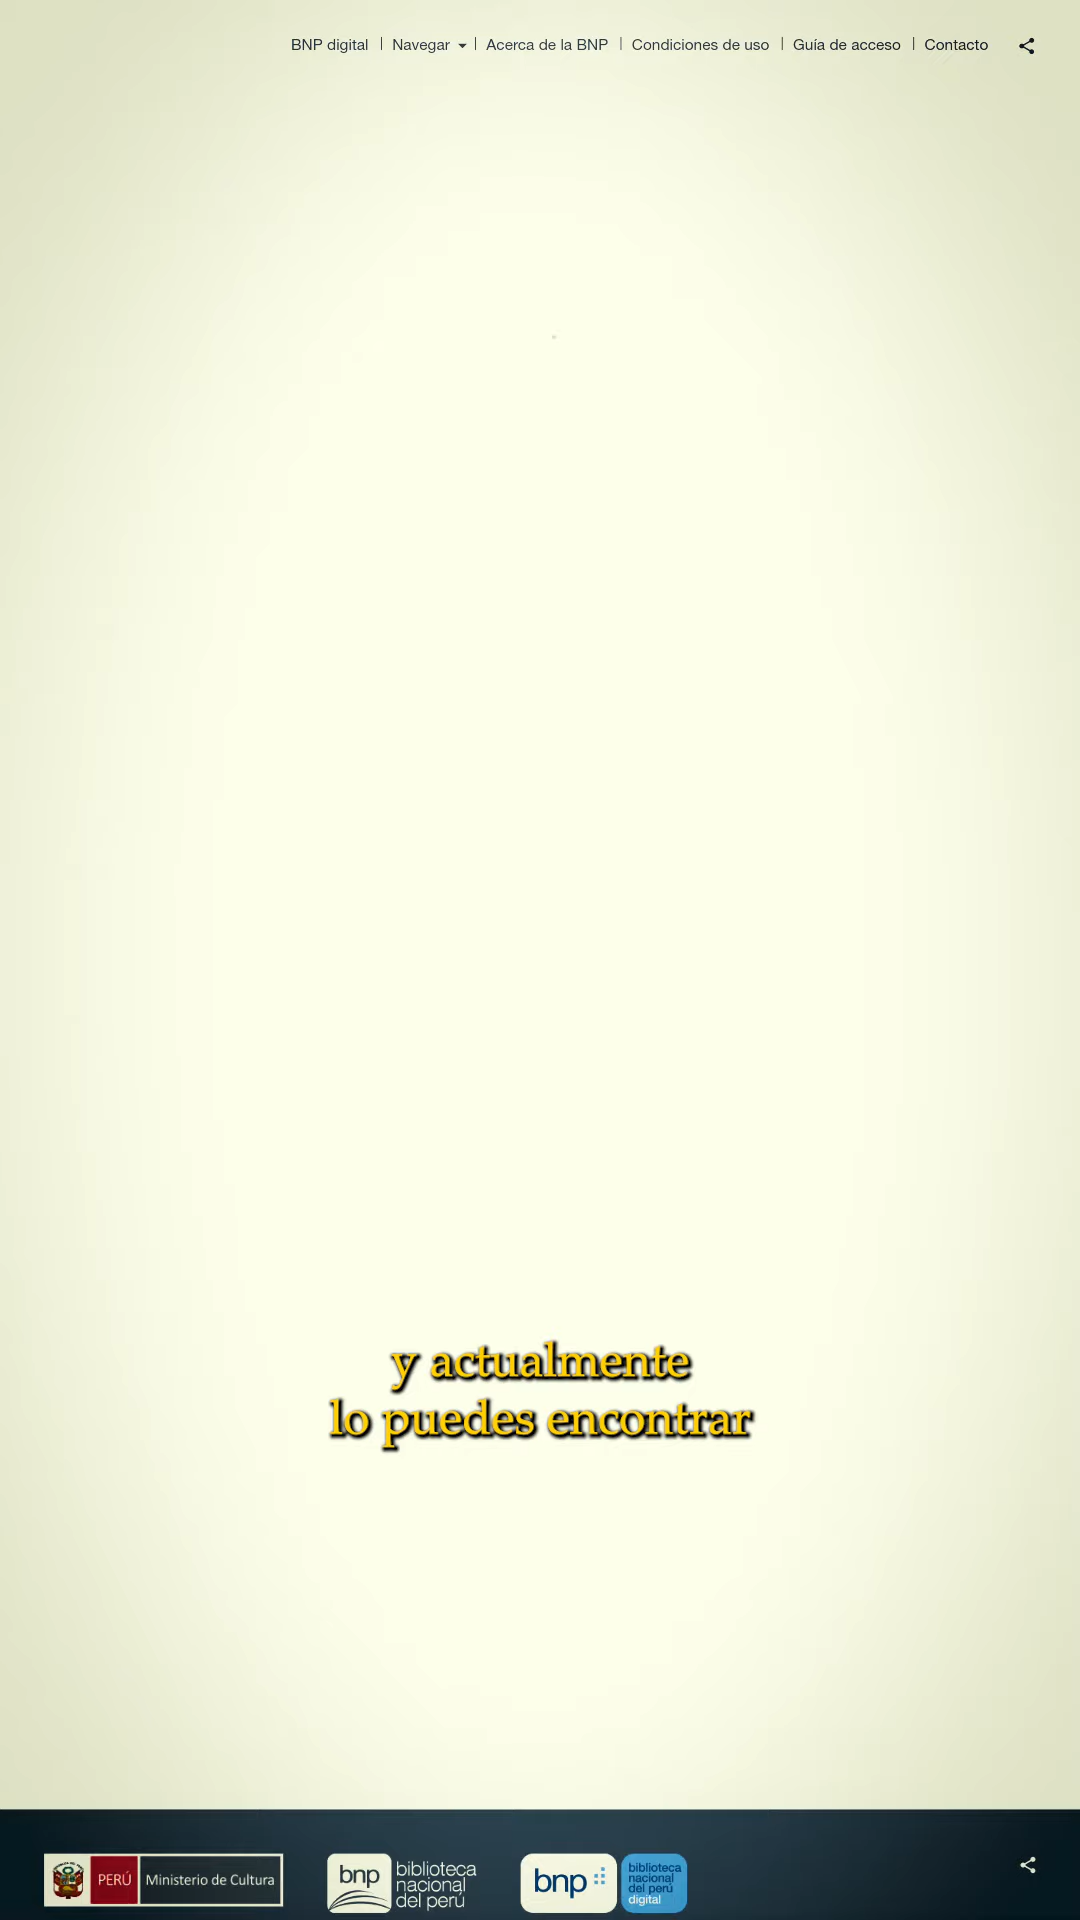 BNP digital | Navegar | Acerca de la BNP | Condiciones de uso | Guía de acceso | Contacto
y actualmente
lo puedes encontrar
PERÚ Ministerio de Cultura
bnp
biblioteca
nacional
del perú
bnp
biblioteca
nacional
del perú
digital